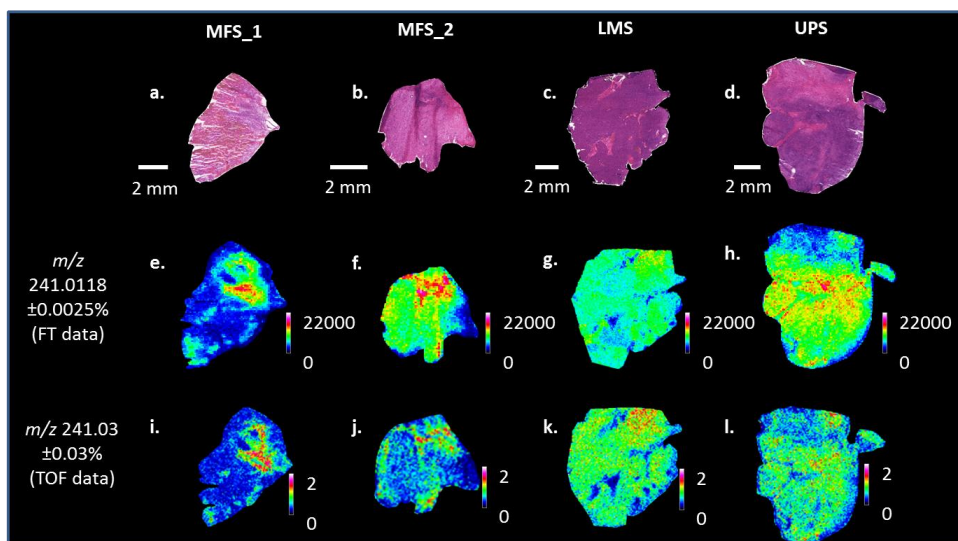 MFS_1 MFS_2 LMS UPS
a. b. c. d.
2 mm 2 mm 2 mm 2 mm
m/z
241.0118
±0.0025%
(FT data)
e. f. g. h.
22000 22000 22000 22000
0 0 0 0
m/z 241.03
±0.03%
(TOF data)
i. j. k. l.
2 2 2 2
0 0 0 0